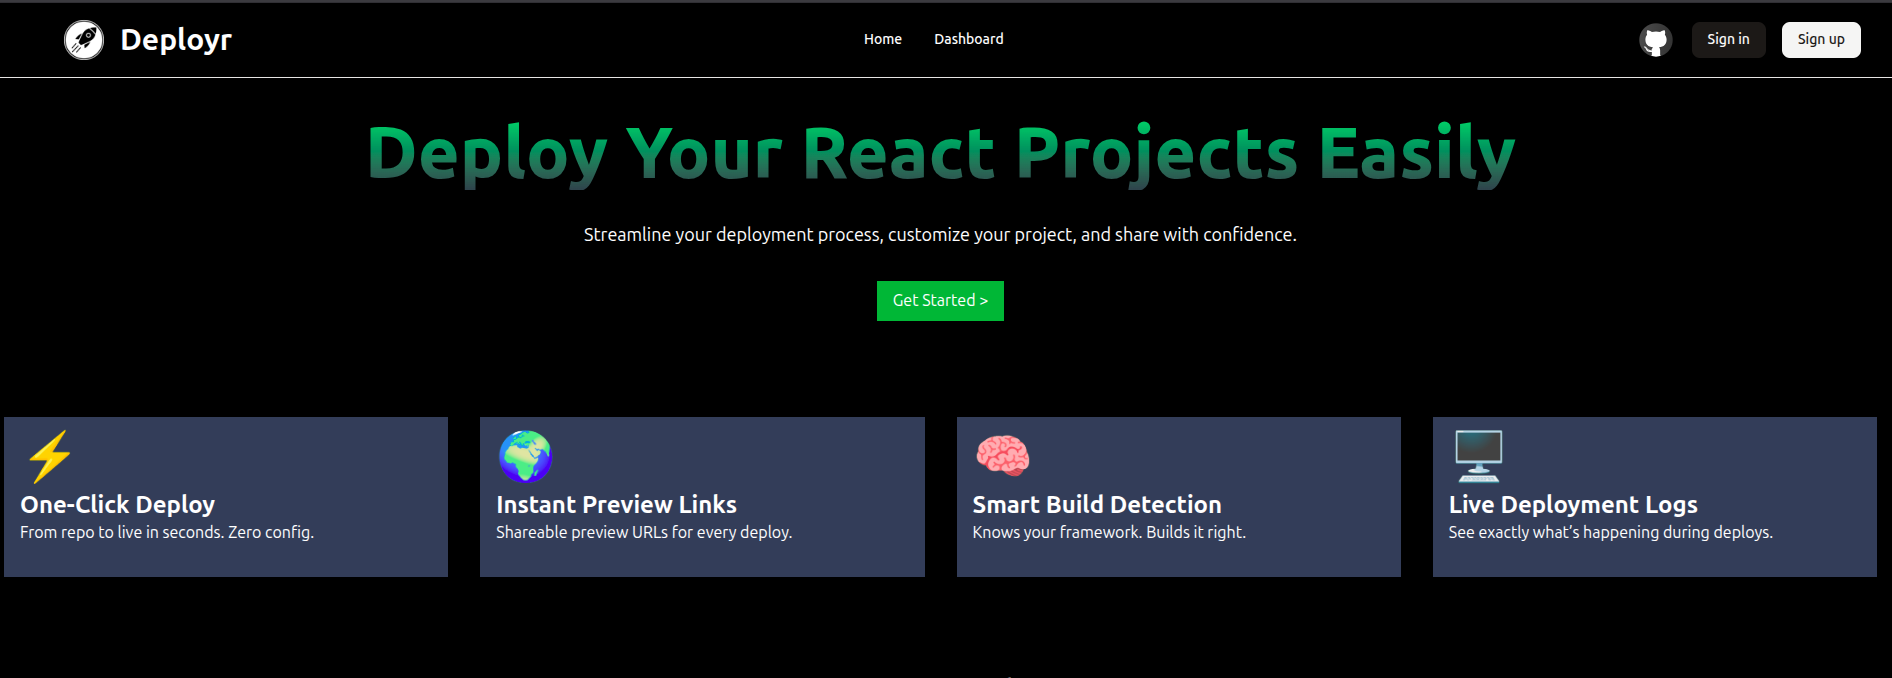 Deployr
Home Dashboard
Sign in Sign up
Deploy Your React Projects Easily
Streamline your deployment process, customize your project, and share with confidence.
Get Started >
One-Click Deploy
From repo to live in seconds. Zero config.
Instant Preview Links
Shareable preview URLs for every deploy.
Smart Build Detection
Knows your framework. Builds it right.
Live Deployment Logs
See exactly what’s happening during deploys.